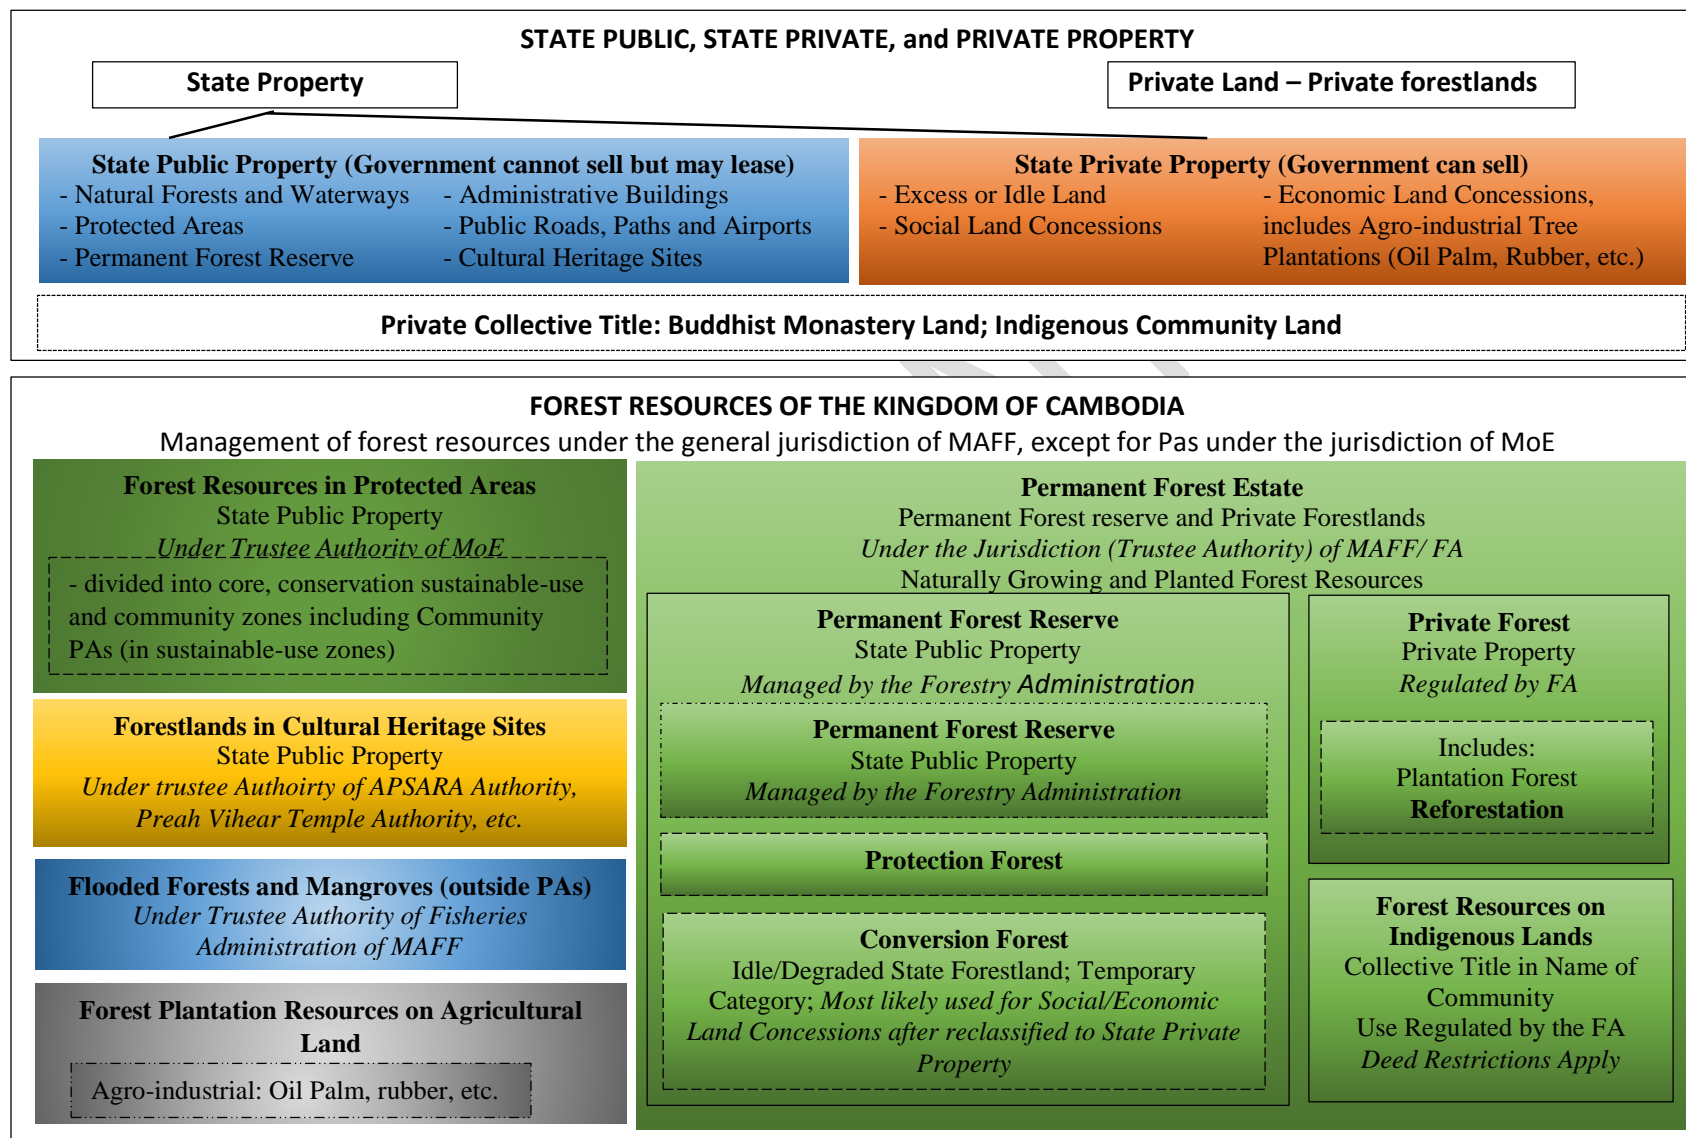 STATE PUBLIC, STATE PRIVATE, and PRIVATE PROPERTY
State Property
Private Land – Private forestlands
State Public Property (Government cannot sell but may lease)
- Natural Forests and Waterways
- Protected Areas
- Permanent Forest Reserve
- Administrative Buildings
- Public Roads, Paths and Airports
- Cultural Heritage Sites
State Private Property (Government can sell)
- Excess or Idle Land
- Social Land Concessions
- Economic Land Concessions,
includes Agro-industrial Tree
Plantations (Oil Palm, Rubber, etc.)
Private Collective Title: Buddhist Monastery Land; Indigenous Community Land
FOREST RESOURCES OF THE KINGDOM OF CAMBODIA
Management of forest resources under the general jurisdiction of MAFF, except for Pas under the jurisdiction of MoE
Forest Resources in Protected Areas
State Public Property
Under Trustee Authority of MoE
- divided into core, conservation sustainable-use
and community zones including Community
PAs (in sustainable-use zones)
Forestlands in Cultural Heritage Sites
State Public Property
Under trustee Authoirty of APSARA Authority,
Preah Vihear Temple Authority, etc.
Flooded Forests and Mangroves (outside PAs)
Under Trustee Authority of Fisheries
Administration of MAFF
Forest Plantation Resources on Agricultural
Land
Agro-industrial: Oil Palm, rubber, etc.
Permanent Forest Estate
Permanent Forest reserve and Private Forestlands
Under the Jurisdiction (Trustee Authority) of MAFF/ FA
Naturally Growing and Planted Forest Resources
Permanent Forest Reserve
State Public Property
Managed by the Forestry Administration
Permanent Forest Reserve
State Public Property
Managed by the Forestry Administration
Protection Forest
Conversion Forest
Idle/Degraded State Forestland; Temporary
Category; Most likely used for Social/Economic
Land Concessions after reclassified to State Private
Property
Private Forest
Private Property
Regulated by FA
Includes:
Plantation Forest
Reforestation
Forest Resources on
Indigenous Lands
Collective Title in Name of
Community
Use Regulated by the FA
Deed Restrictions Apply